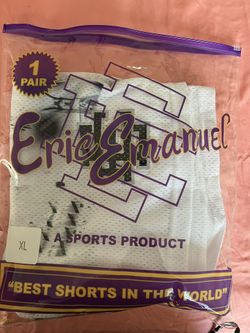 1
PAIR
Eric Emanuel
XL
A SPORTS PRODUCT
"BEST SHORTS IN THE WORLD"